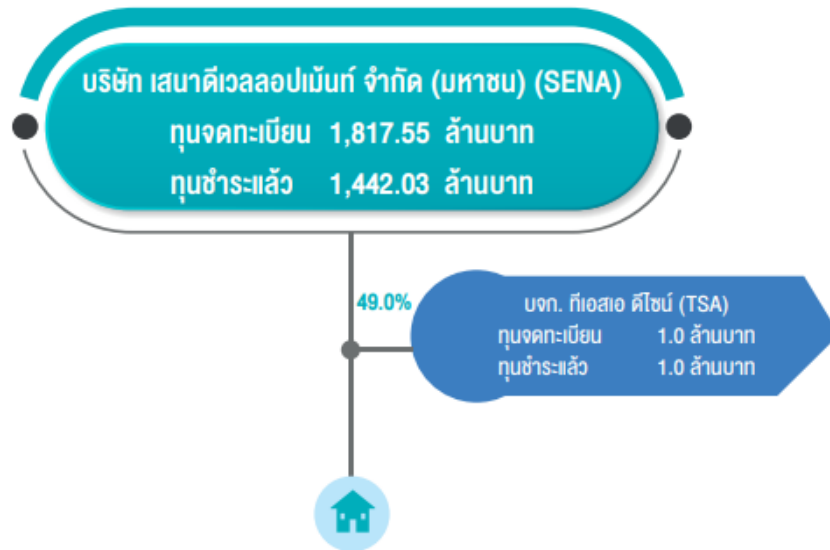 บริษัท เสนาดีเวลลอปเม้นท์ จำกัด (มหาชน) (SENA)
ทุนจดทะเบียน 1,817.55 ล้านบาท
ทุนชำระแล้ว 1,442.03 ล้านบาท
49.0%
บจก. ทีเอสเอ ดีไซน์ (TSA)
ทุนจดทะเบียน 1.0 ล้านบาท
ทุนชำระแล้ว 1.0 ล้านบาท